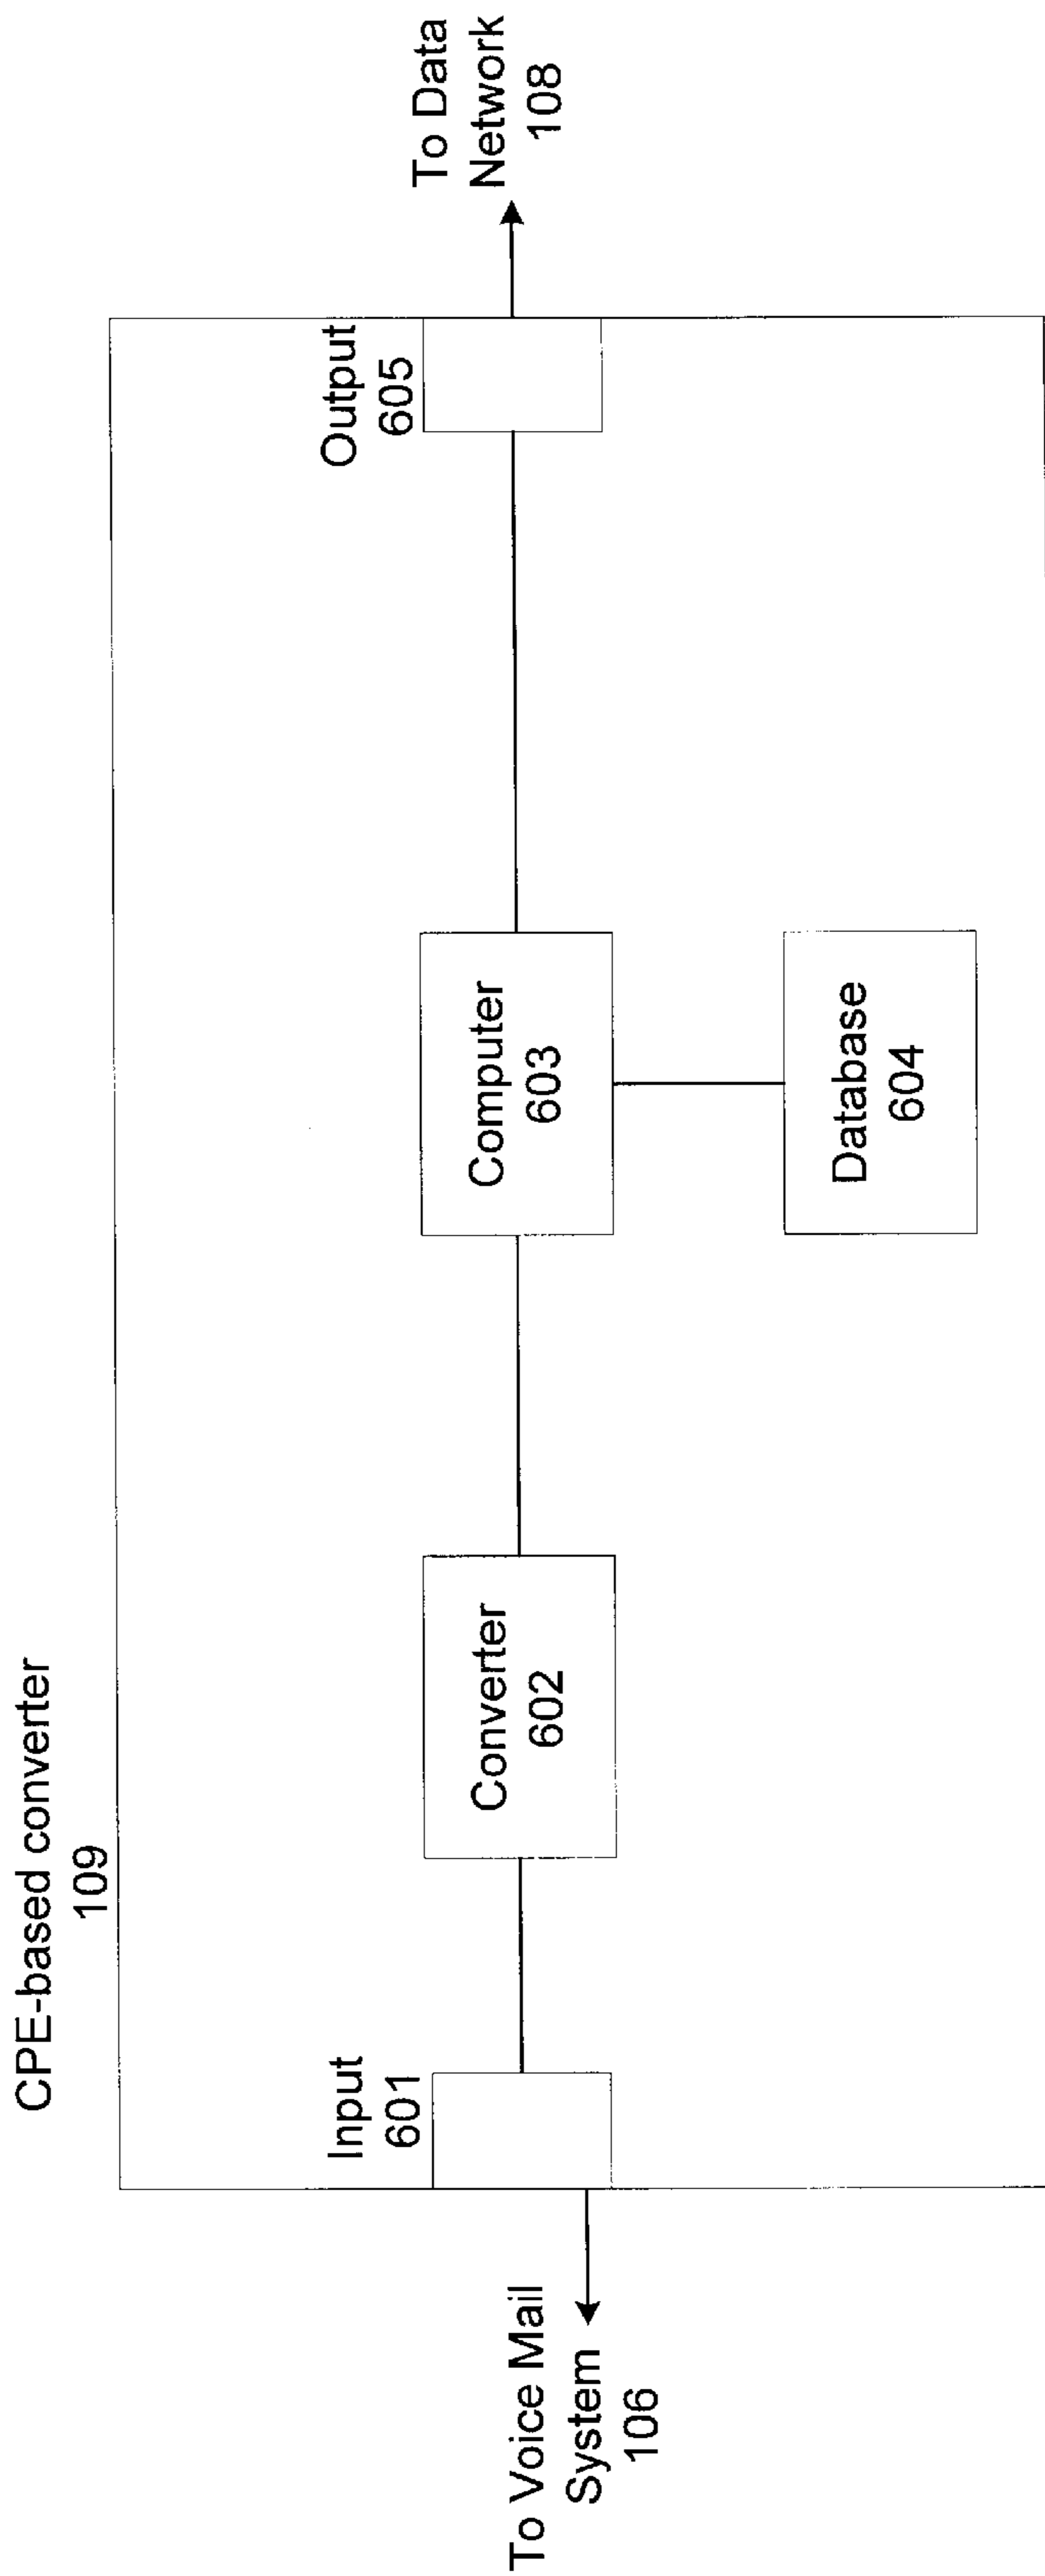 CPE-based converter
109
To Voice Mail
System
106
Input
601
Converter
602
Computer
603
Database
604
Output
605
To Data
Network
108